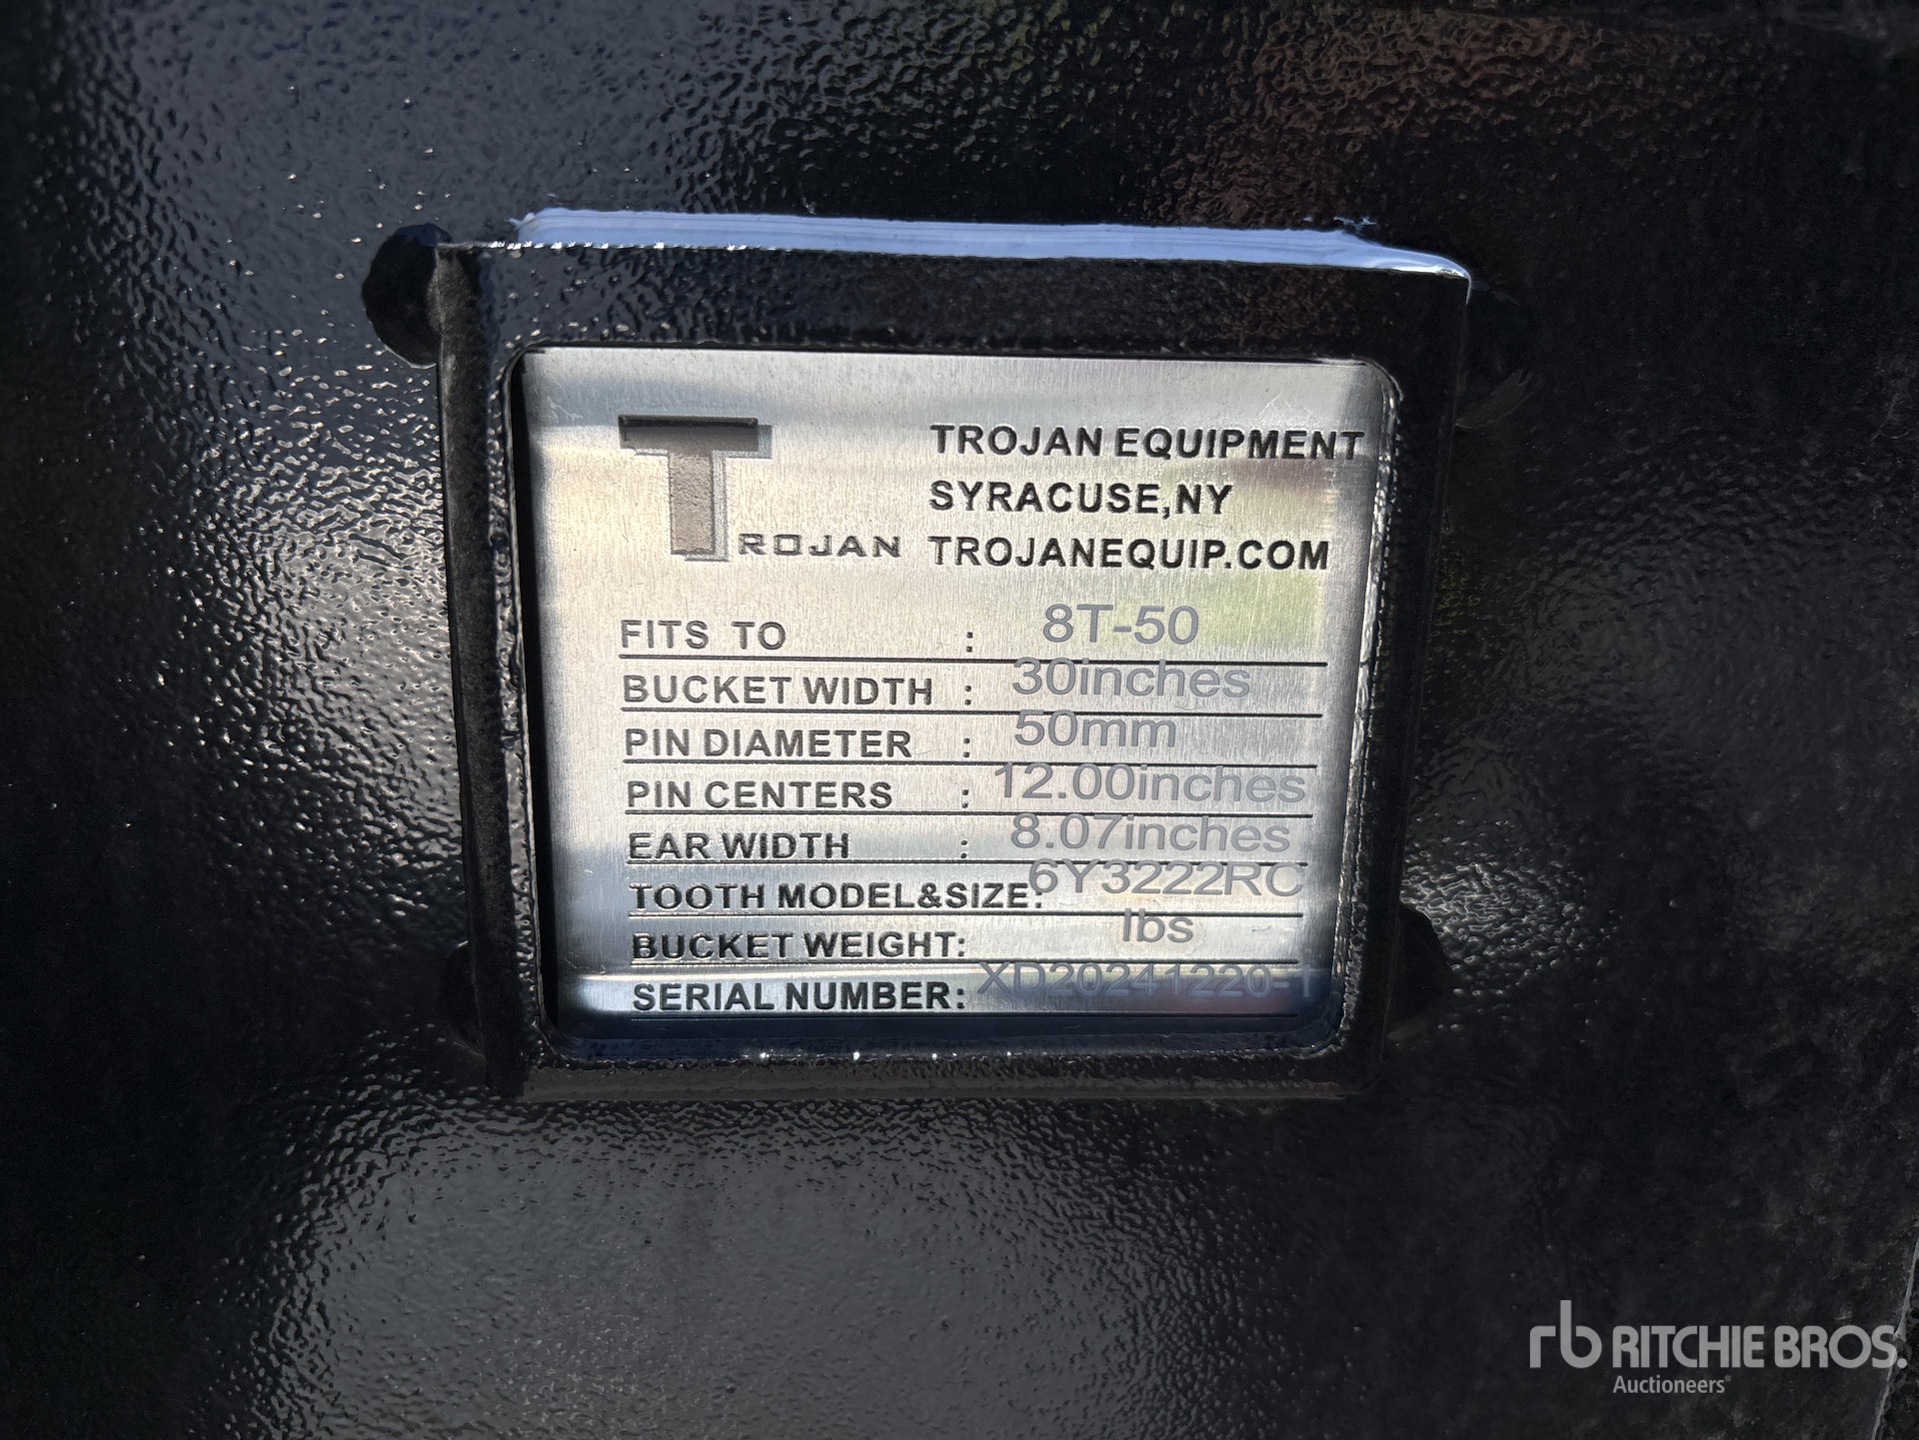 TROJAN
TROJAN EQUIPMENT
SYRACUSE,NY
TROJANEQUIP.COM
FITS TO : 8T-50
BUCKET WIDTH : 30inches
PIN DIAMETER : 50mm
PIN CENTERS : 12.00inches
EAR WIDTH : 8.07inches
TOOTH MODEL&SIZE: 6Y3222RC
BUCKET WEIGHT: lbs
SERIAL NUMBER: XD20241220-1
rb RITCHIE BROS.
Auctioneers®